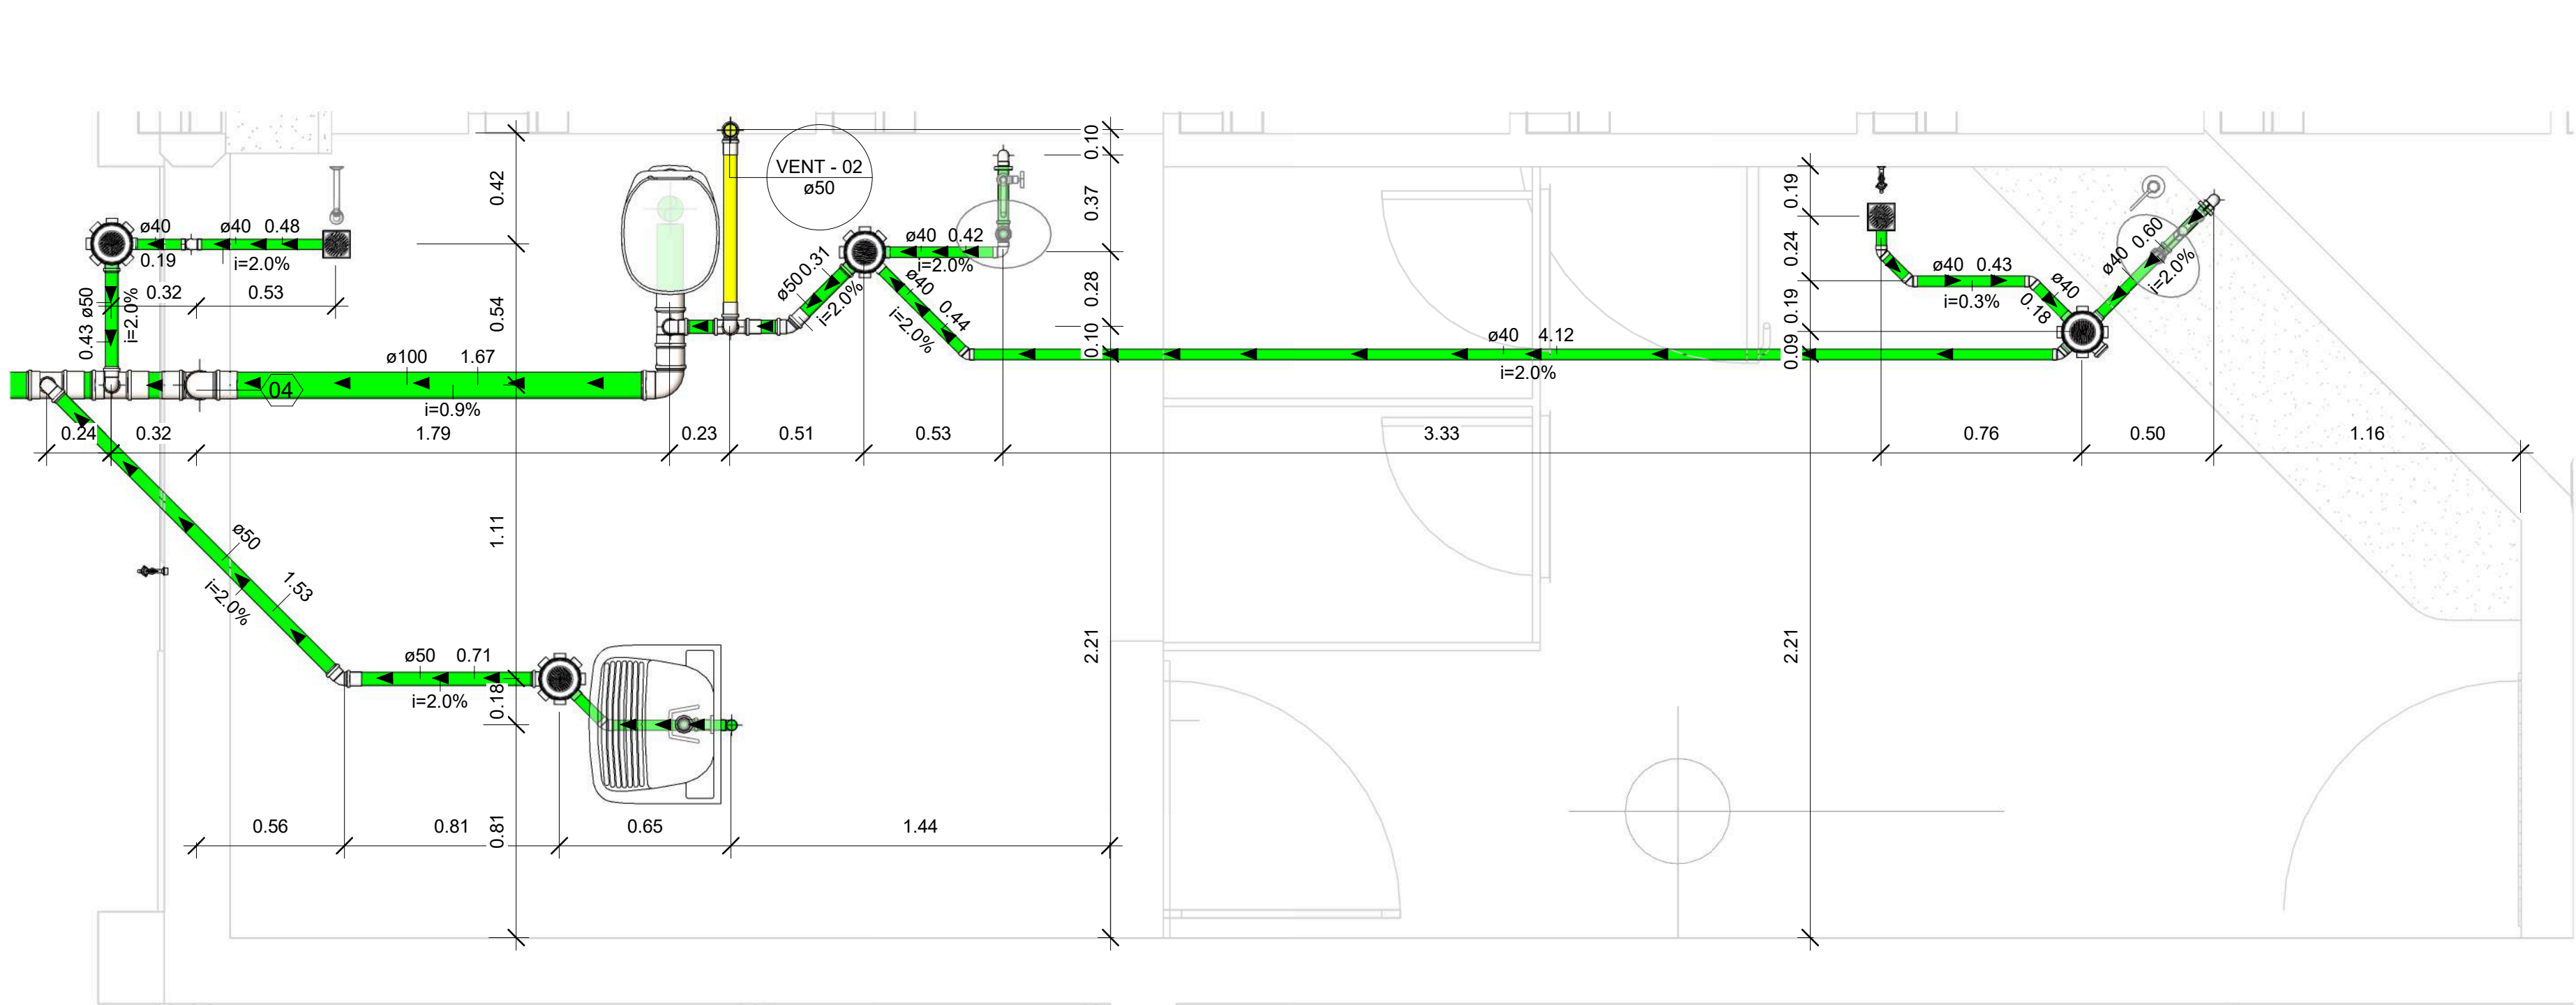 0.10
VENT - 02
ø50
0.42
0.37
0.19
ø40
ø40 0.48
0.19
i=2.0%
0.32
0.53
ø50
0.43
i=2.0%
0.54
ø50
0.31
i=2.0%
ø40 0.42
i=2.0%
ø40
0.44
i=2.0%
0.28
0.10
0.24
0.19
0.09
ø40 0.43
i=0.3%
ø40
0.18
ø40 0.60
i=2.0%
ø40 4.12
i=2.0%
ø100 1.67
i=0.9%
04
0.24
0.32
1.79
0.23
0.51
0.53
3.33
0.76
0.50
1.16
1.11
ø50
1.53
i=2.0%
ø50 0.71
i=2.0%
0.18
2.21
2.21
0.56
0.81
0.81
0.65
1.44